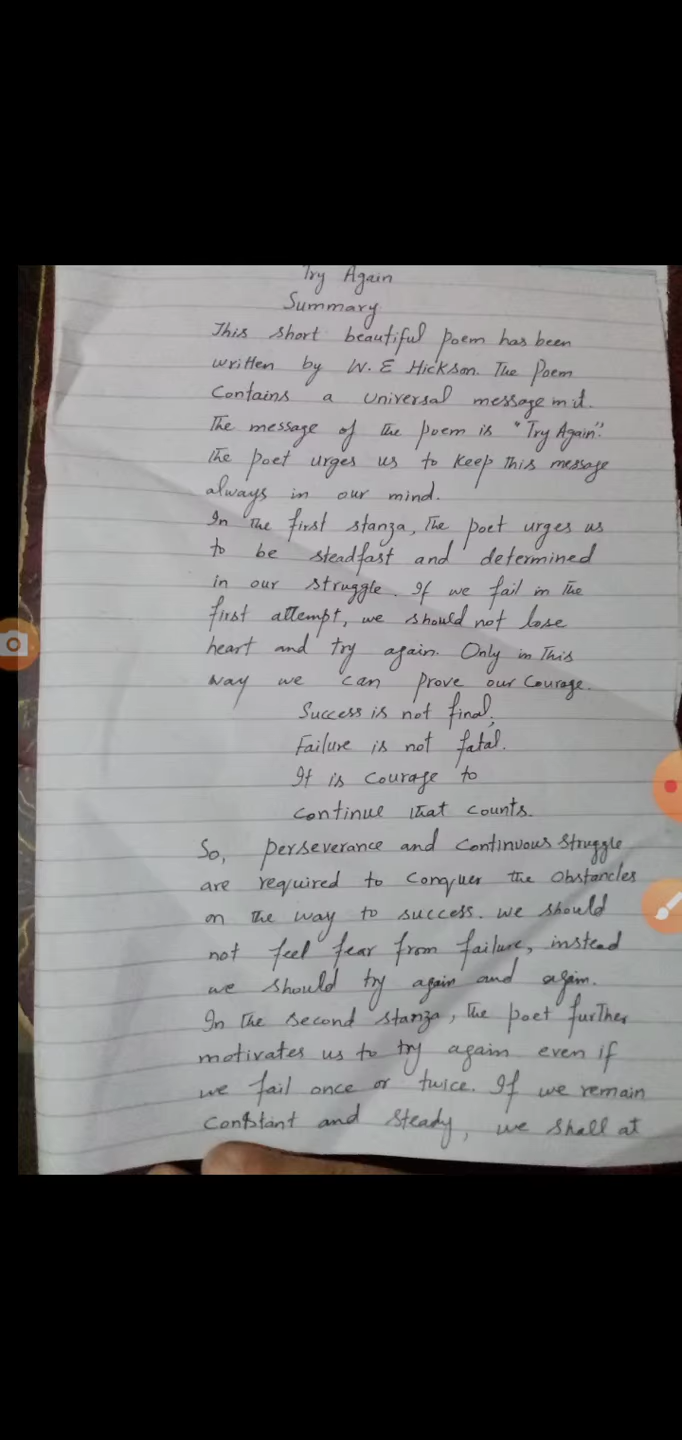 Try Again
Summary
This short beautiful poem has been
written by W. E Hickson. The Poem
Contains a universal message in it.
The message of the poem is "Try Again".
The poet urges us to keep this message
always in our mind.
In the first stanza, the poet urges us
to be steadfast and determined
in our struggle. If we fail in the
first attempt, we should not lose
heart and try again. Only in this
way we can prove our courage.
Success is not final,
Failure is not fatal.
It is courage to
continue that counts.
So, perseverance and continuous struggle
are required to conquer the obstancles
on the way to success. we should
not feel fear from failure, instead
we should try again and again.
In the second stanza, the poet further
motivates us to try again even if
we fail once or twice. If we remain
constant and steady, we shall at